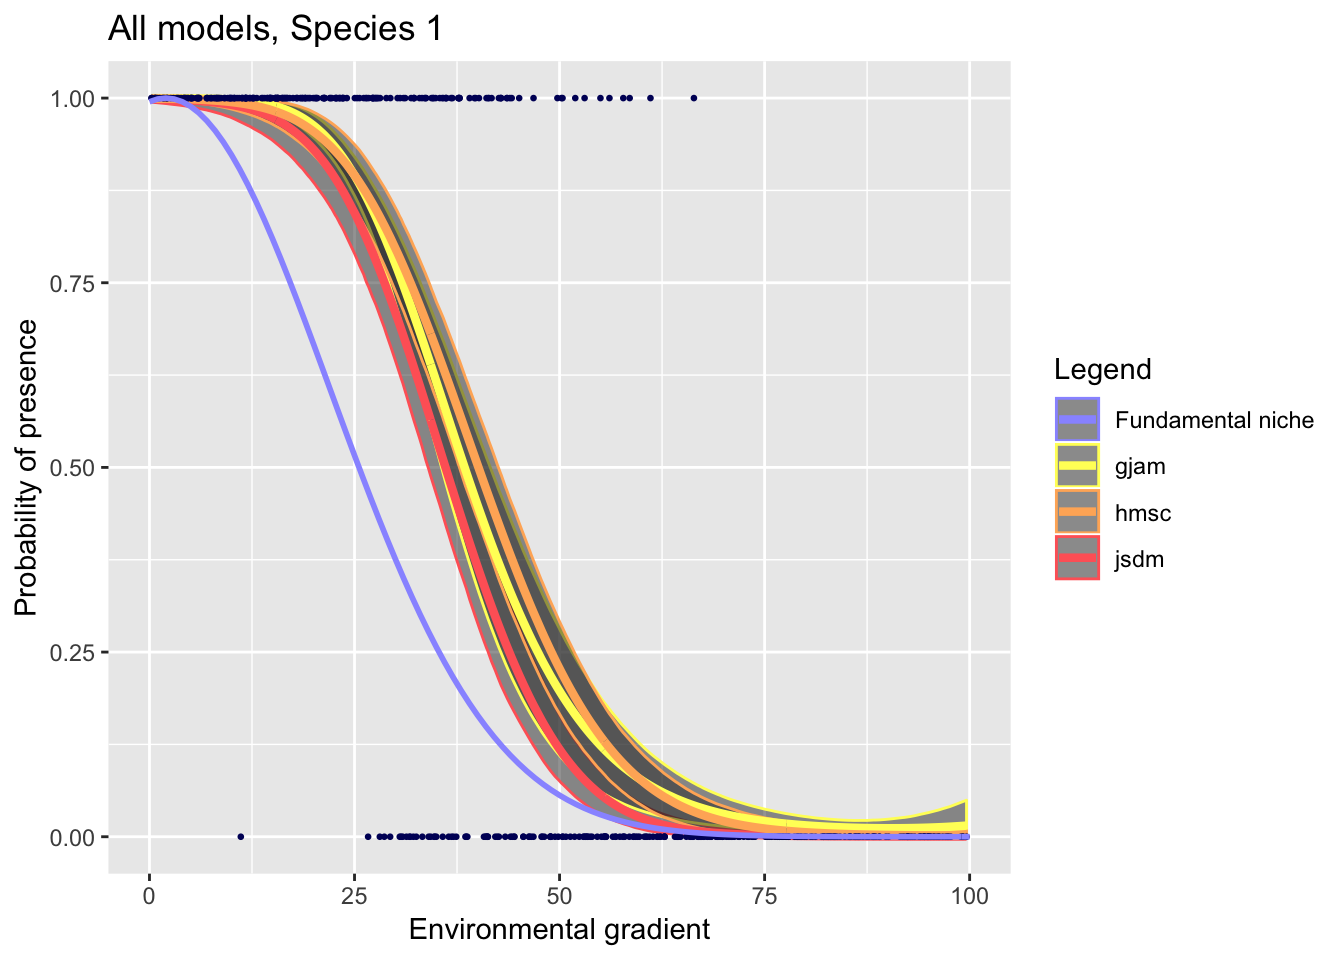 All models, Species 1
1.00
0.75
0.50
0.25
0.00
Probability of presence
0
25
50
75
100
Environmental gradient
Legend
Fundamental niche
gjam
hmsc
jsdm